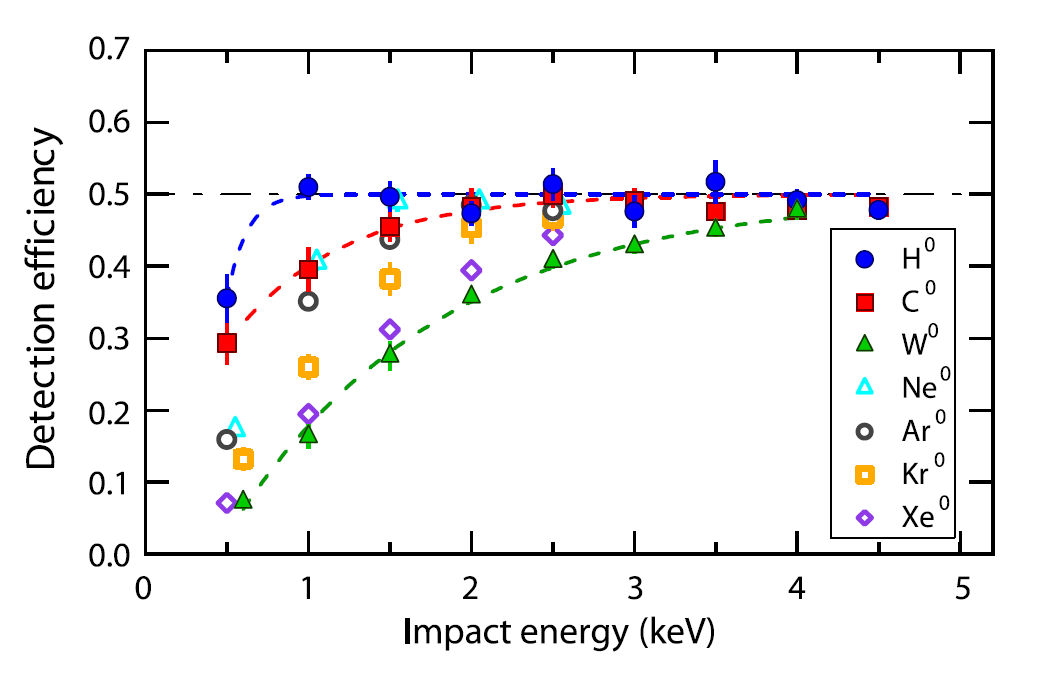 0.7
0.6
0.5
0.4
0.3
0.2
0.1
0.0
Detection efficiency
0 1 2 3 4 5
Impact energy (keV)
H⁰
C⁰
W⁰
Ne⁰
Ar⁰
Kr⁰
Xe⁰